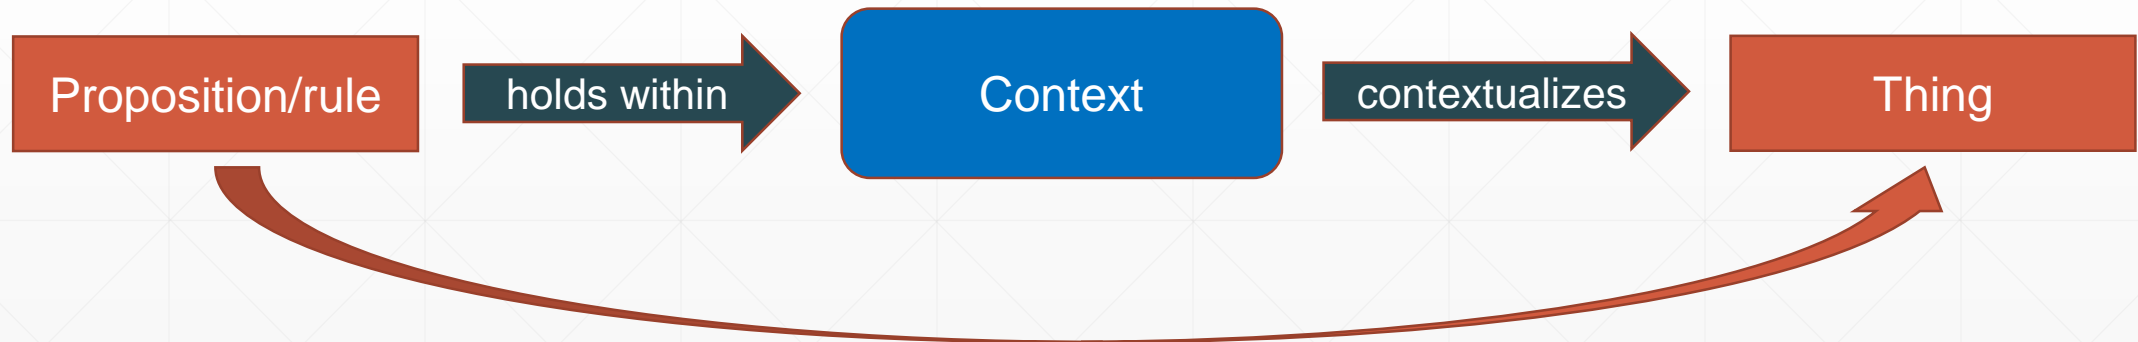 Proposition/rule
holds within
Context
contextualizes
Thing